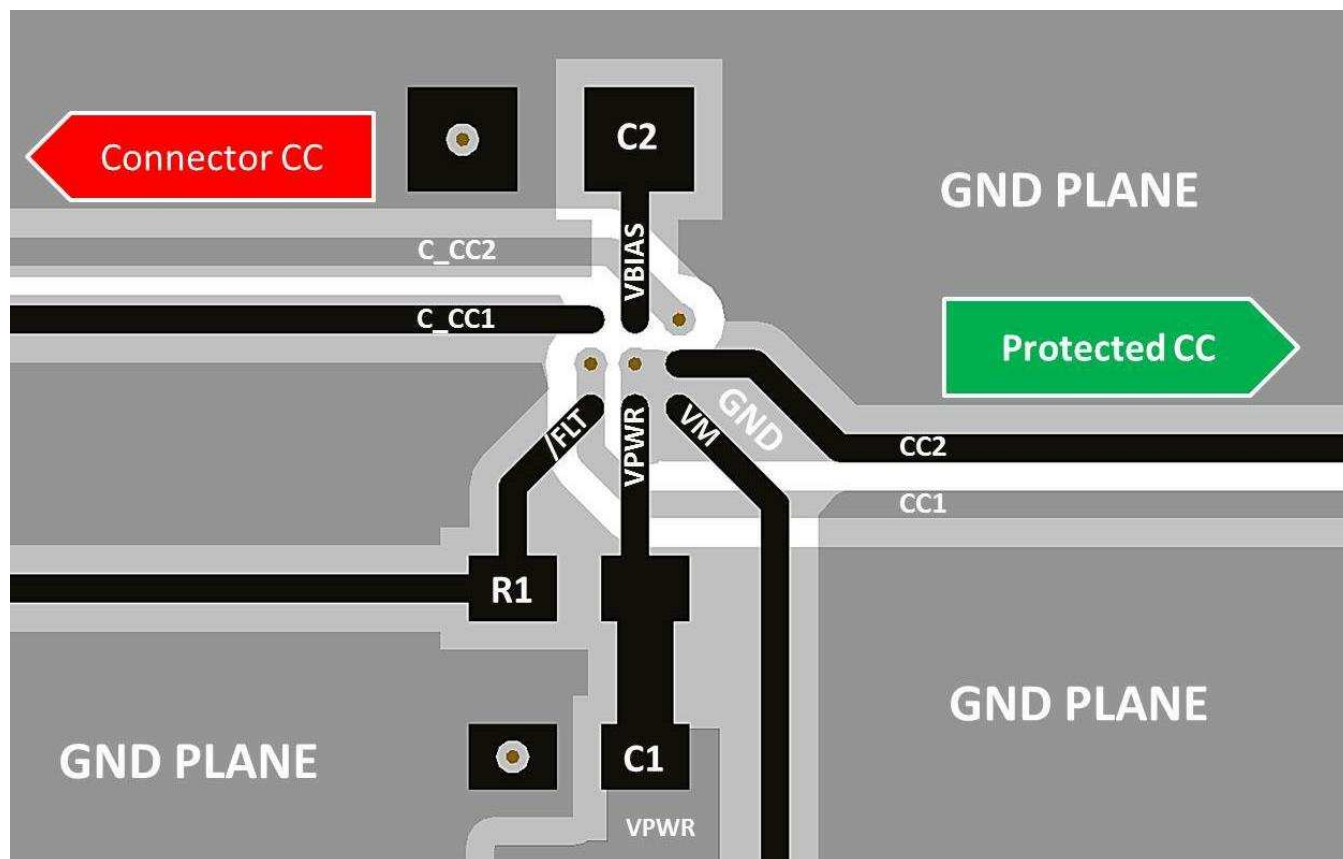 C2
Connector CC
GND PLANE
C_CC2
VBIAS
C_CC1
Protected CC
GND
/FLT
VPWR
VM
CC2
CC1
R1
GND PLANE
GND PLANE
C1
VPWR